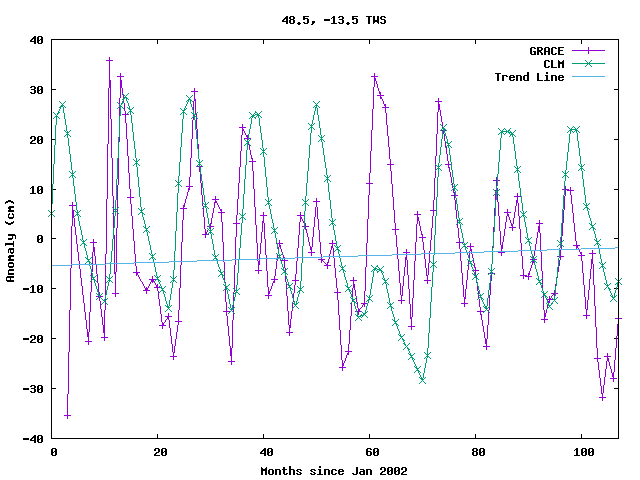 48.5, -13.5 TWS
GRACE
CLM
Trend Line
40
30
20
10
0
-10
-20
-30
-40
Anomaly (cm)
0 20 40 60 80 100
Months since Jan 2002